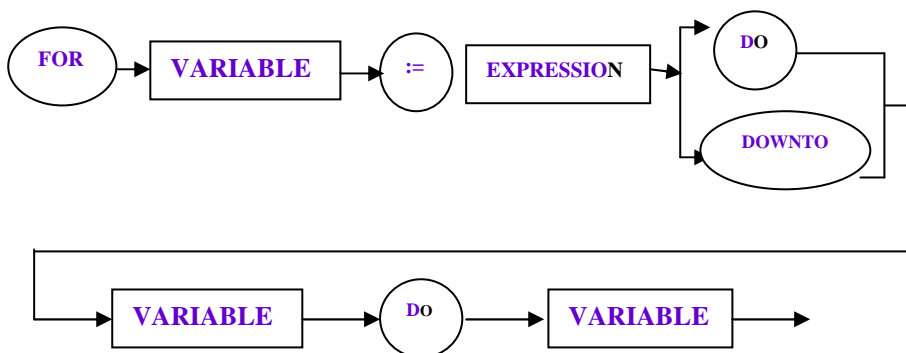 FOR
VARIABLE
:=
EXPRESSION
DO
DOWNTO
VARIABLE
DO
VARIABLE